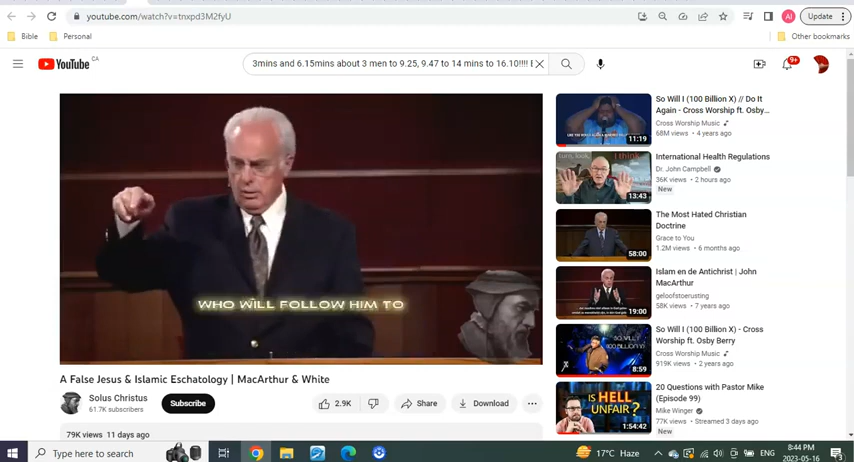 youtube.com/watch?v=tnxpd3M2fyU
AI
Update
Bible
Personal
Other bookmarks
YouTube CA
3mins and 6.15mins about 3 men to 9.25, 9.47 to 14 mins to 16.10!!!! E
9+
WHO WILL FOLLOW HIM TO
A False Jesus & Islamic Eschatology | MacArthur & White
Solus Christus
61.7K subscribers
Subscribe
2.9K
Share
Download
79K views 11 days ago
11:19
So Will I (100 Billion X) // Do It
Again - Cross Worship ft. Osby...
Cross Worship Music
68M views • 4 years ago
turn, look,
I think
13:43
International Health Regulations
Dr. John Campbell
36K views • 2 hours ago
New
58:00
The Most Hated Christian
Doctrine
Grace to You
1.2M views • 6 months ago
19:00
Islam en de Antichrist | John
MacArthur
geloofstoerusting
58K views • 7 years ago
100 BILLION X
8:59
So Will I (100 Billion X) - Cross
Worship ft. Osby Berry
Cross Worship Music
919K views • 2 years ago
IS HELL
UNFAIR?
1:54:42
20 Questions with Pastor Mike
(Episode 99)
Mike Winger
77K views • Streamed 3 days ago
New
Type here to search
17°C Haze
ENG
8:44 PM
2023-05-16
3